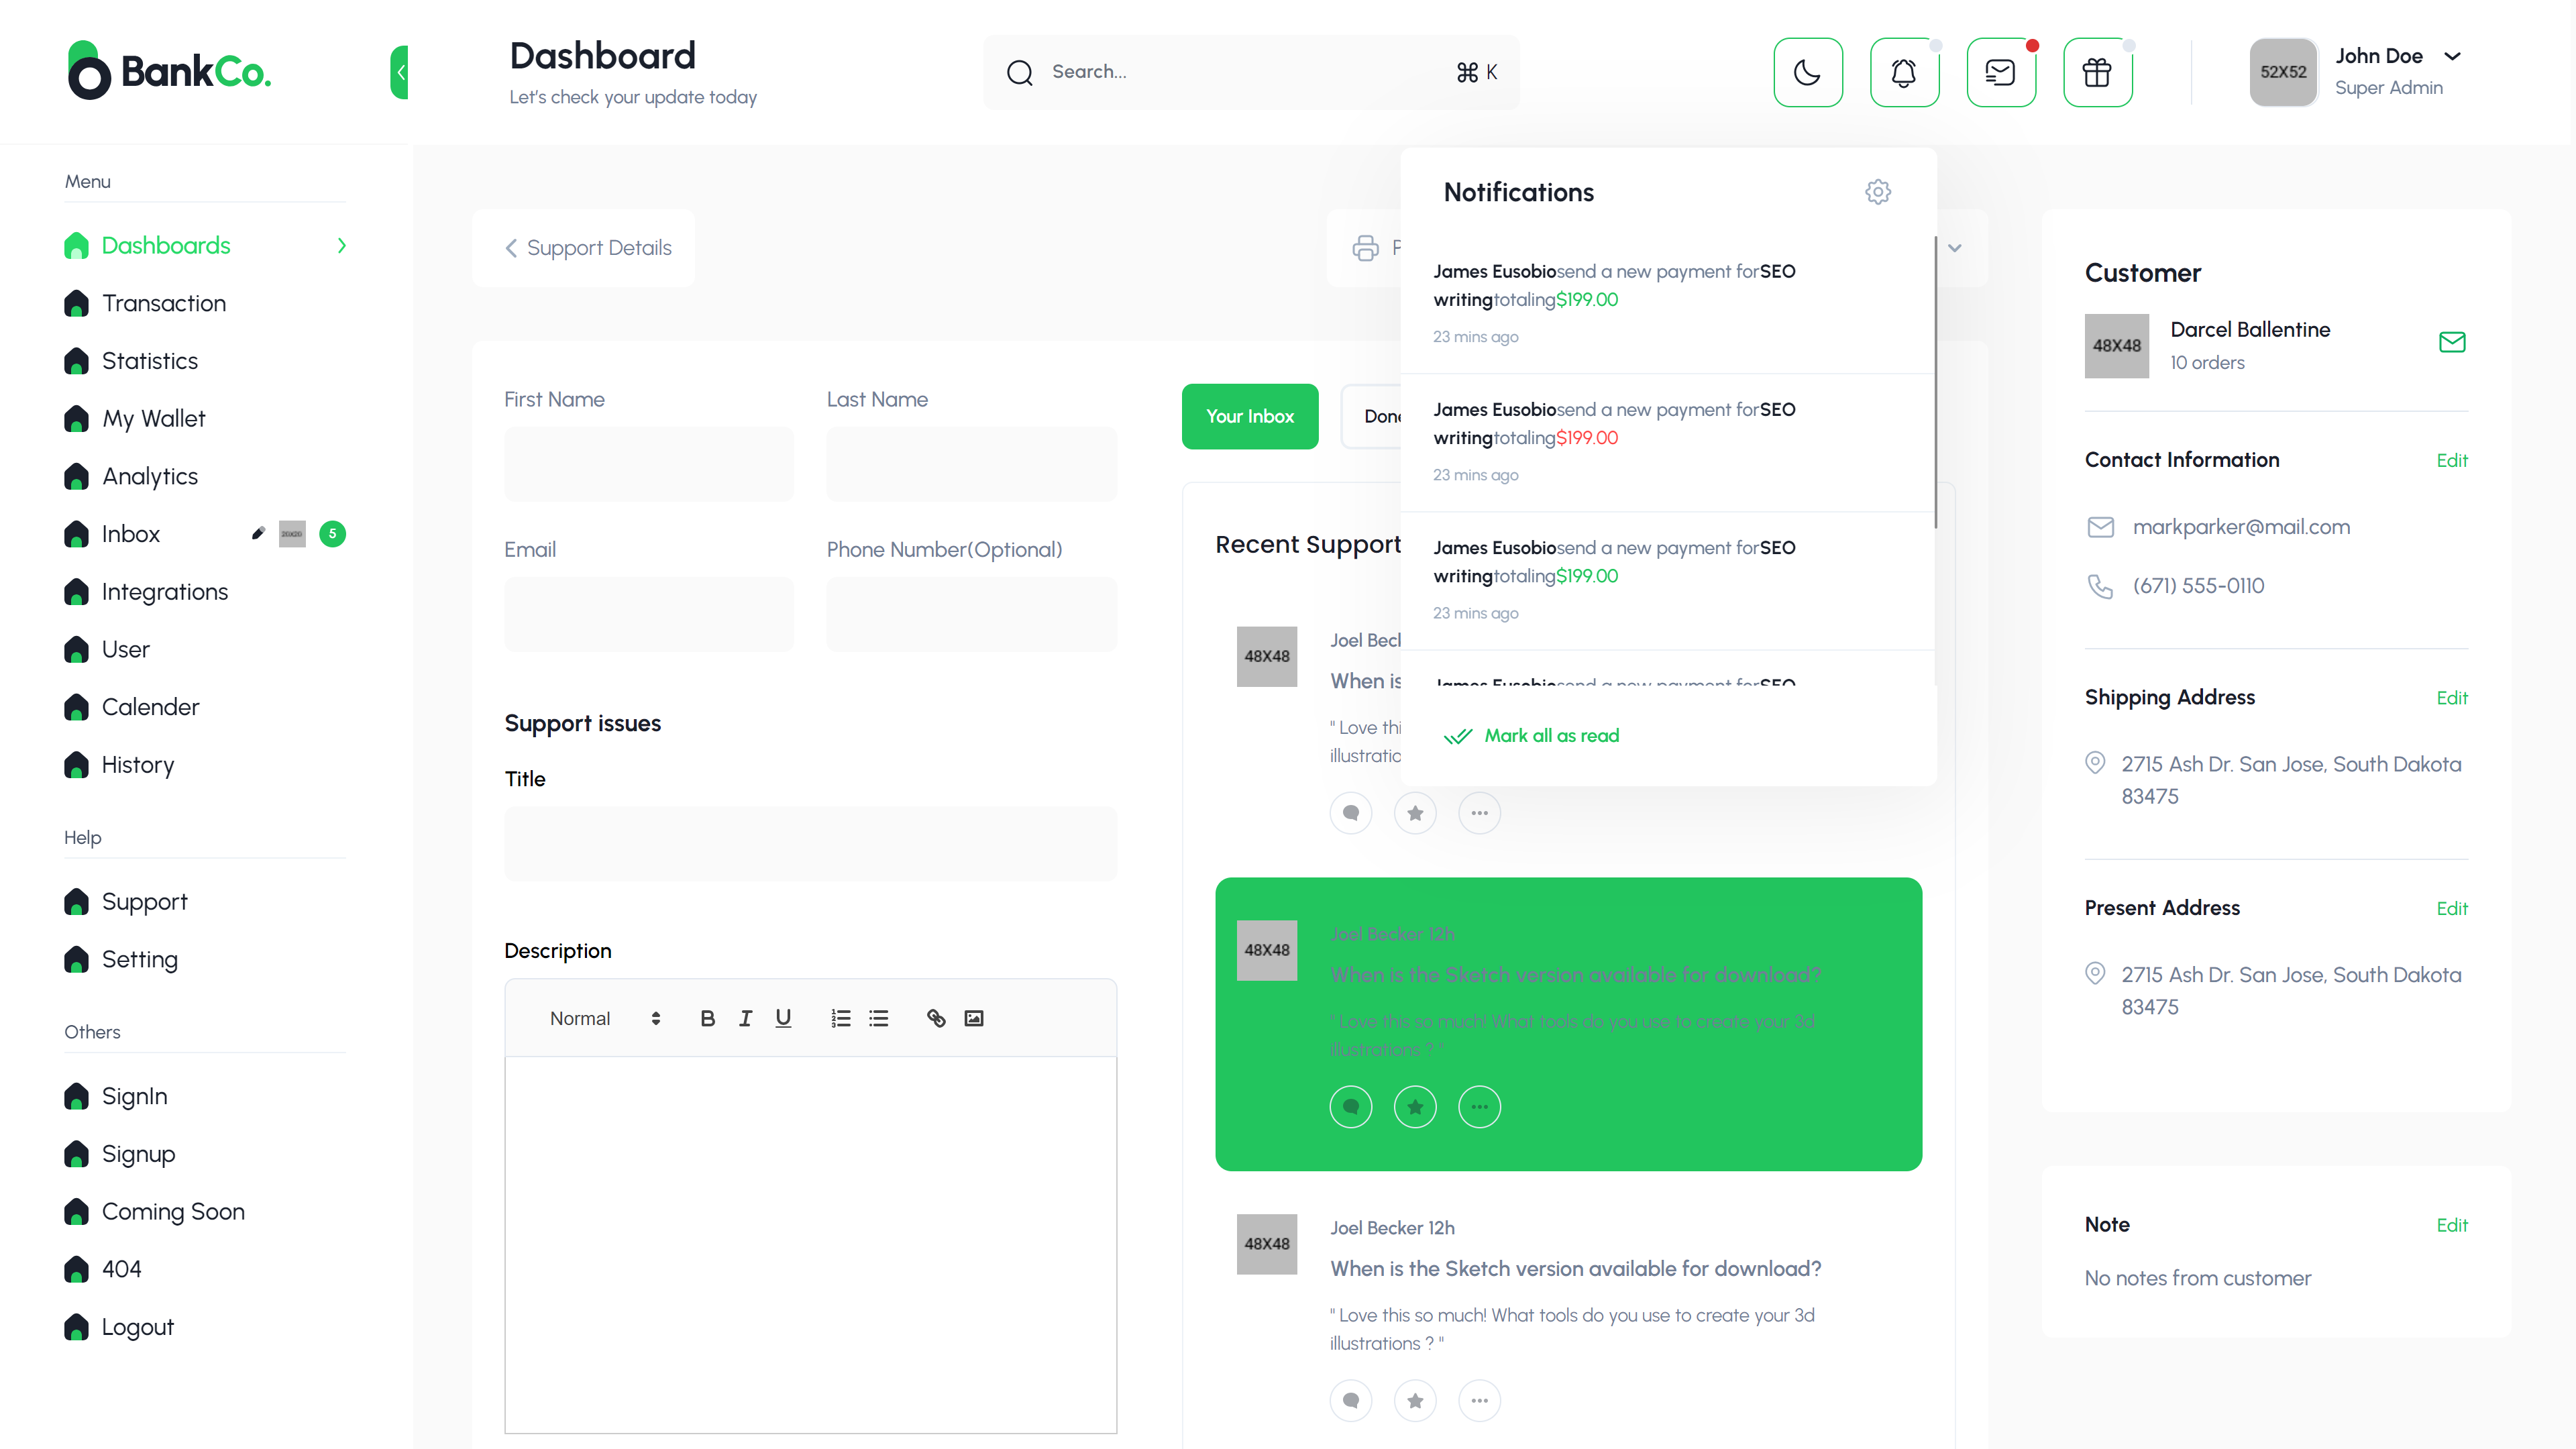 BankCo.
Dashboard
Let's check your update today
Search...
⌘ K
52X52
John Doe
Super Admin
Menu
Dashboards
Transaction
Statistics
My Wallet
Analytics
Inbox
20X20
5
Integrations
User
Calender
History
Help
Support
Setting
Others
SignIn
Signup
Coming Soon
404
Logout
Support Details
P
First Name
Last Name
Email
Phone Number(Optional)
Support issues
Title
Description
Normal
Your Inbox
Done
Recent Support
48X48
Joel Beck
When is
" Love thi
illustratio
48X48
Joel Becker 12h
When is the Sketch version available for download?
" Love this so much! What tools do you use to create your 3d
illustrations ? "
48X48
Joel Becker 12h
When is the Sketch version available for download?
" Love this so much! What tools do you use to create your 3d
illustrations ? "
Notifications
James Eusobiosend a new payment forSEO
writingtotaling$199.00
23 mins ago
James Eusobiosend a new payment forSEO
writingtotaling$199.00
23 mins ago
James Eusobiosend a new payment forSEO
writingtotaling$199.00
23 mins ago
James Eusobiosend a new payment forSEO
Mark all as read
Customer
48X48
Darcel Ballentine
10 orders
Contact Information
Edit
markparker@mail.com
(671) 555-0110
Shipping Address
Edit
2715 Ash Dr. San Jose, South Dakota
83475
Present Address
Edit
2715 Ash Dr. San Jose, South Dakota
83475
Note
Edit
No notes from customer